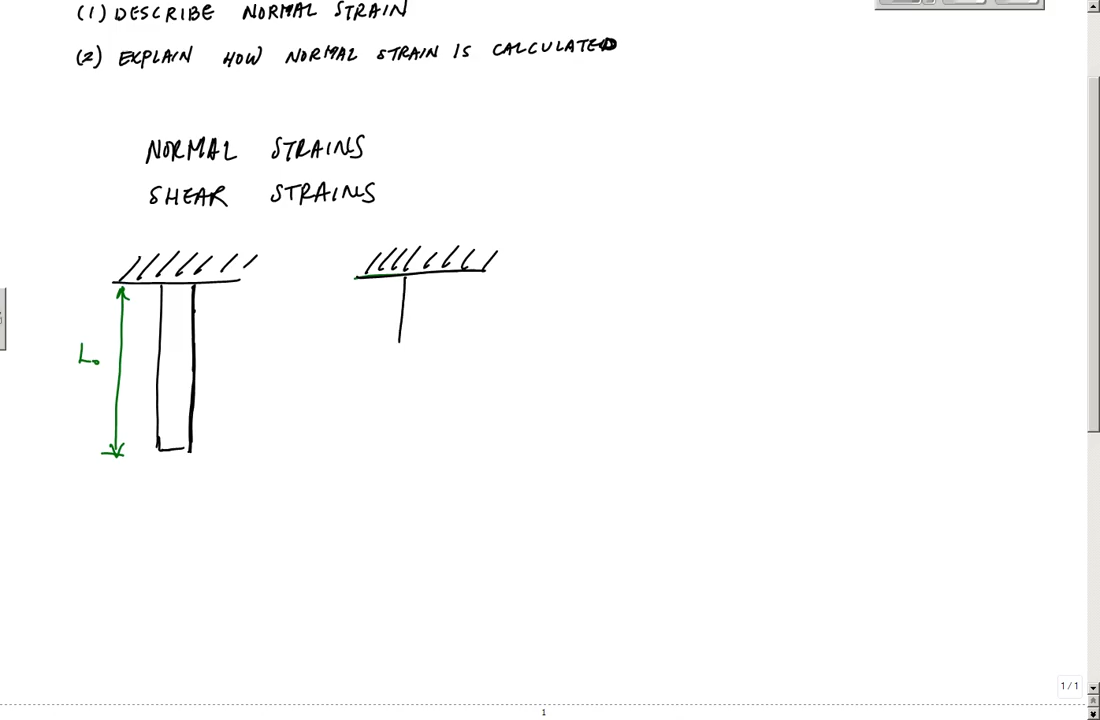 (1) DESCRIBE NORMAL STRAIN
(2) EXPLAIN HOW NORMAL STRAIN IS CALCULATED
NORMAL STRAINS
SHEAR STRAINS
L₀
1 / 1
1